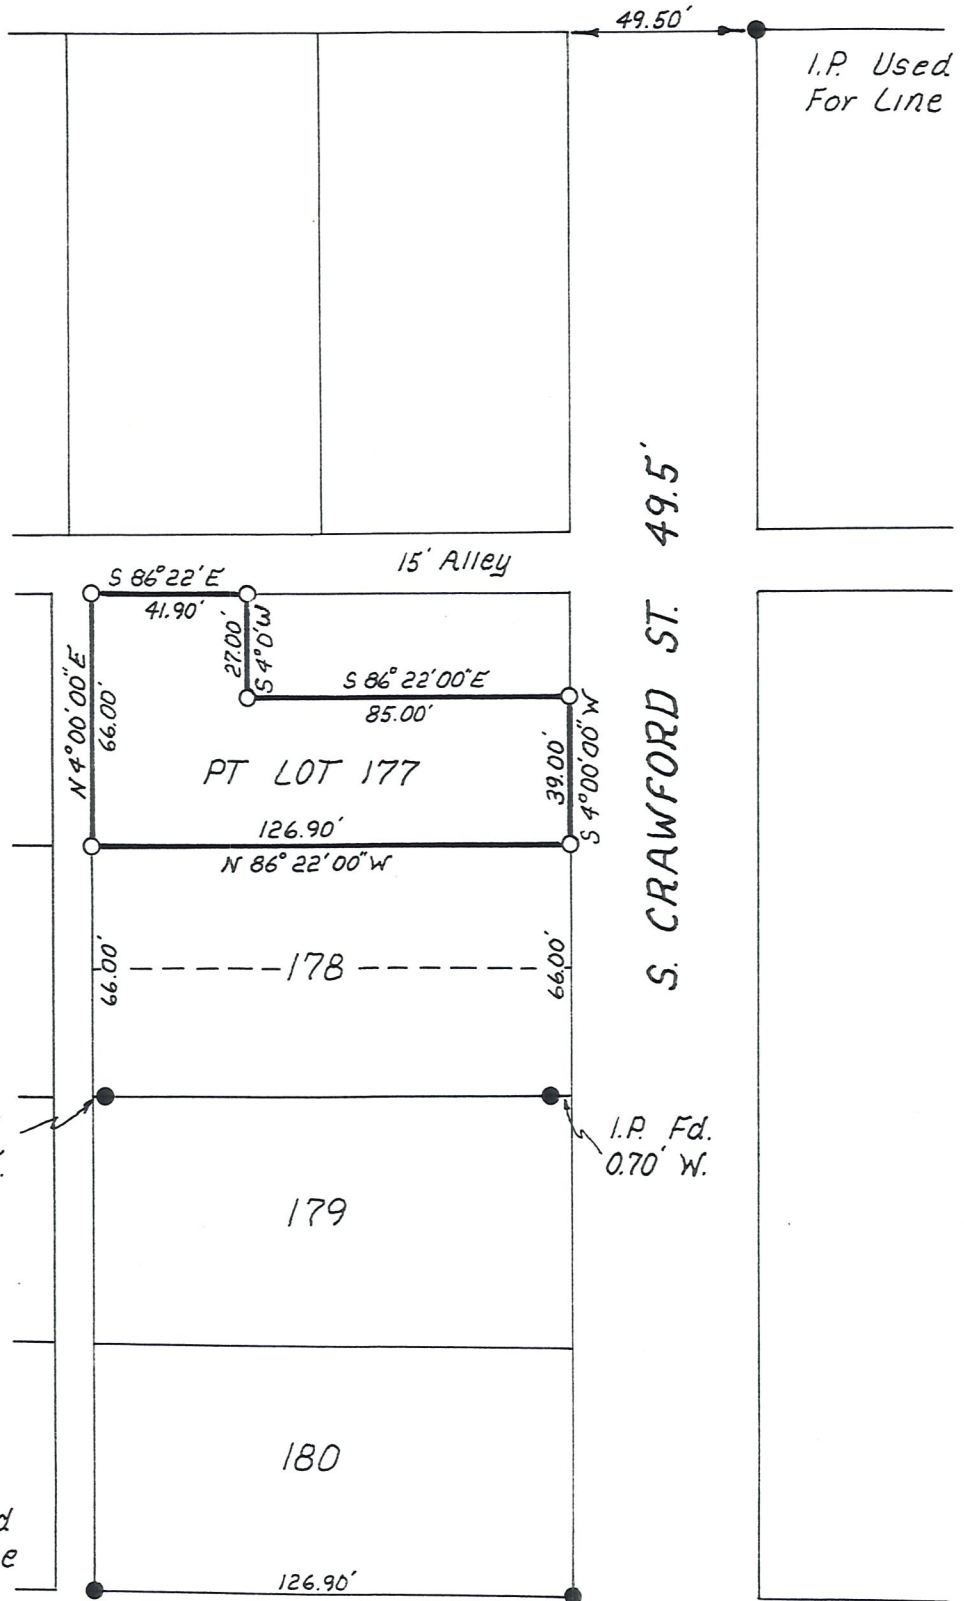 49.50'
I.P. Used
For Line
15' Alley
S 86° 22' E
41.90'
27.00'
S 4° 0' W
S 86° 22' 00" E
85.00'
N 4° 00' 00" E
66.00'
PT LOT 177
39.00'
S 4° 00' 00" W
126.90'
N 86° 22' 00" W
S. CRAWFORD ST. 49.5'
66.00'
178
66.00'
I.P. Fd.
0.70' W.
179
180
126.90'